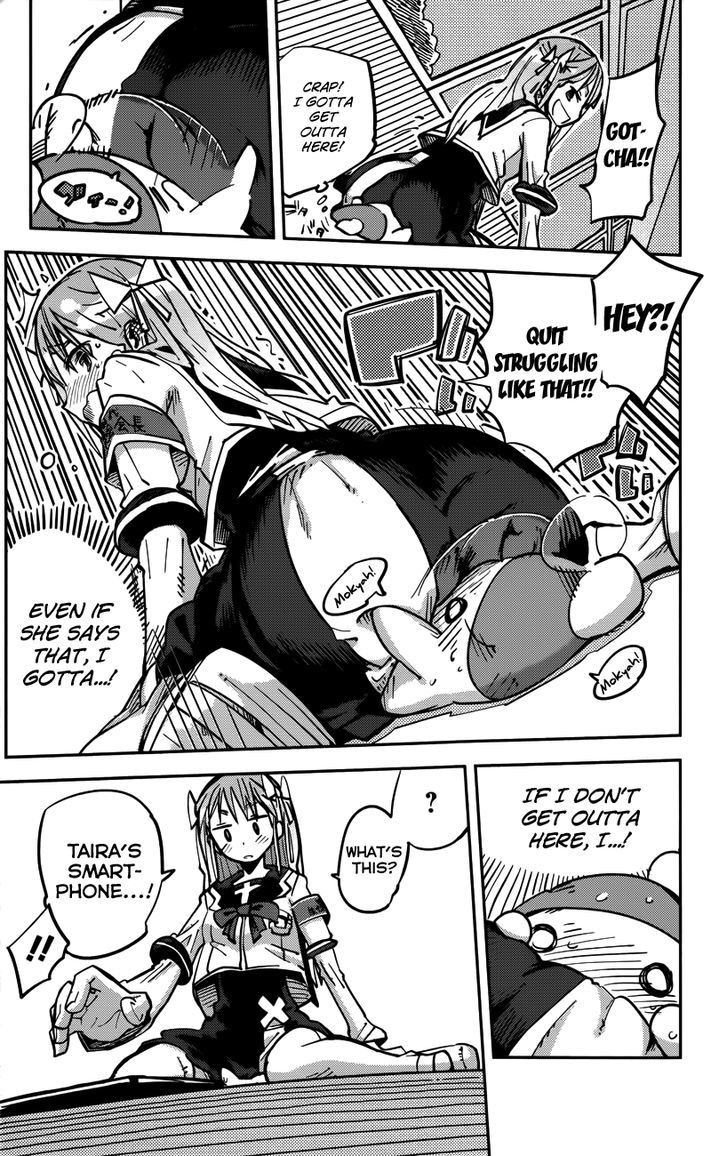 GOT-
CHA!!
CRAP!
I GOTTA
GET
OUTTA
HERE!
HEY?!
QUIT
STRUGGLING
LIKE THAT!!
Mokyah!
Mokyah!
EVEN IF
SHE SAYS
THAT, I
GOTTA...!
IF I DON'T
GET OUTTA
HERE, I...!
?
WHAT'S
THIS?
TAIRA'S
SMART-
PHONE...!
!!